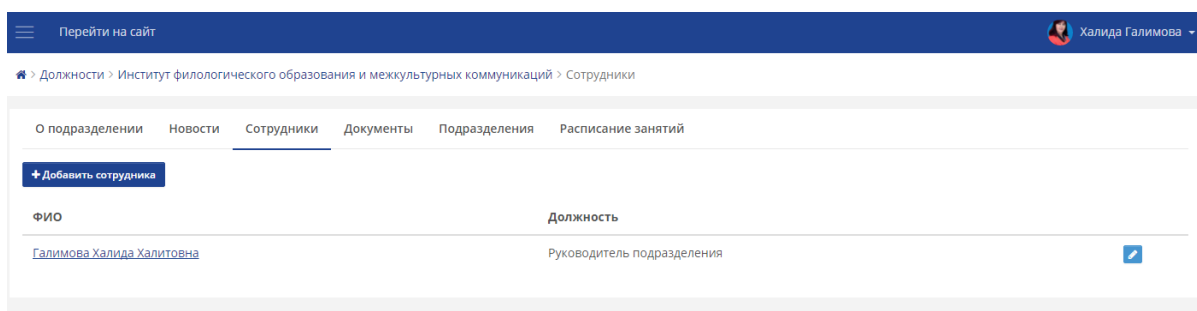 Перейти на сайт Халида Галимова
> Должности > Институт филологического образования и межкультурных коммуникаций > Сотрудники
О подразделении Новости Сотрудники Документы Подразделения Расписание занятий
+ Добавить сотрудника
ФИО Должность
Галимова Халида Халитовна Руководитель подразделения